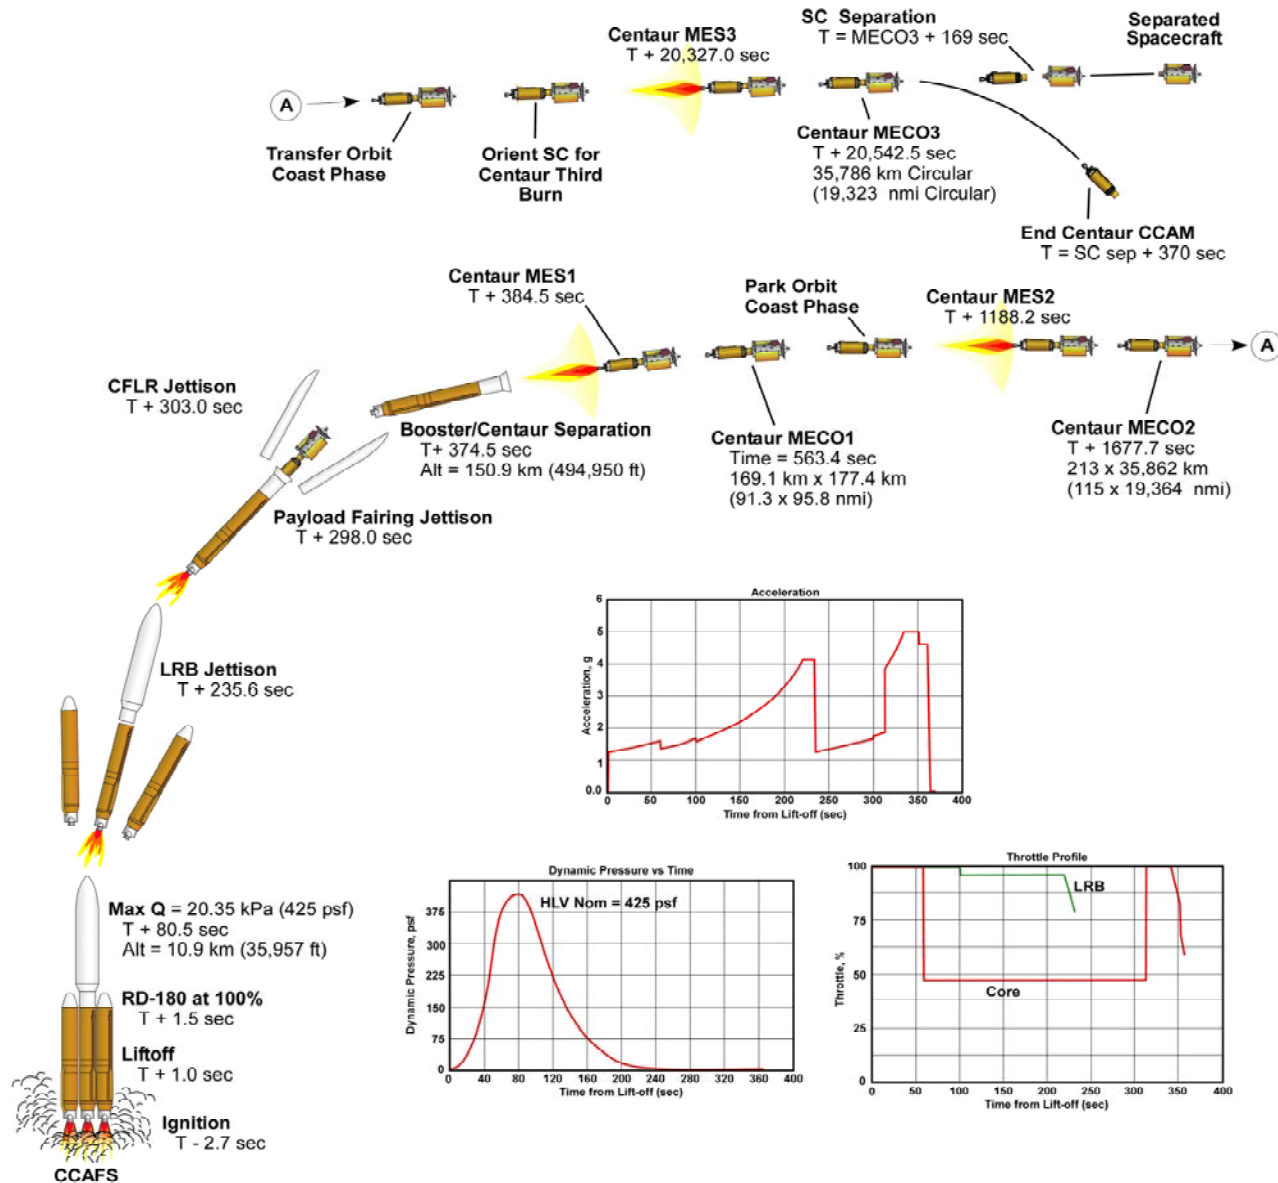 Centaur MES3
T + 20,327.0 sec
SC Separation
T = MECO3 + 169 sec
Separated
Spacecraft
A
Transfer Orbit
Coast Phase
Orient SC for
Centaur Third
Burn
Centaur MECO3
T + 20,542.5 sec
35,786 km Circular
(19,323 nmi Circular)
End Centaur CCAM
T = SC sep + 370 sec
Centaur MES1
T + 384.5 sec
Park Orbit
Coast Phase
Centaur MES2
T + 1188.2 sec
A
CFLR Jettison
T + 303.0 sec
Booster/Centaur Separation
T+ 374.5 sec
Alt = 150.9 km (494,950 ft)
Centaur MECO1
Time = 563.4 sec
169.1 km x 177.4 km
(91.3 x 95.8 nmi)
Centaur MECO2
T + 1677.7 sec
213 x 35,862 km
(115 x 19,364 nmi)
Payload Fairing Jettison
T + 298.0 sec
LRB Jettison
T + 235.6 sec
Acceleration
Acceleration, g
6
5
4
3
2
1
0.0
0 50 100 150 200 250 300 350 400
Time from Lift-off (sec)
Max Q = 20.35 kPa (425 psf)
T + 80.5 sec
Alt = 10.9 km (35,957 ft)
RD-180 at 100%
T + 1.5 sec
Liftoff
T + 1.0 sec
Ignition
T - 2.7 sec
CCAFS
Dynamic Pressure vs Time
HLV Nom = 425 psf
Dynamic Pressure, psf
375
300
225
150
75
0
0 40 80 120 160 200 240 280 320 360 400
Time from Lift-off (sec)
Throttle Profile
LRB
Core
Throttle, %
100
75
50
25
0
0 50 100 150 200 250 300 350 400
Time from Lift-off (sec)